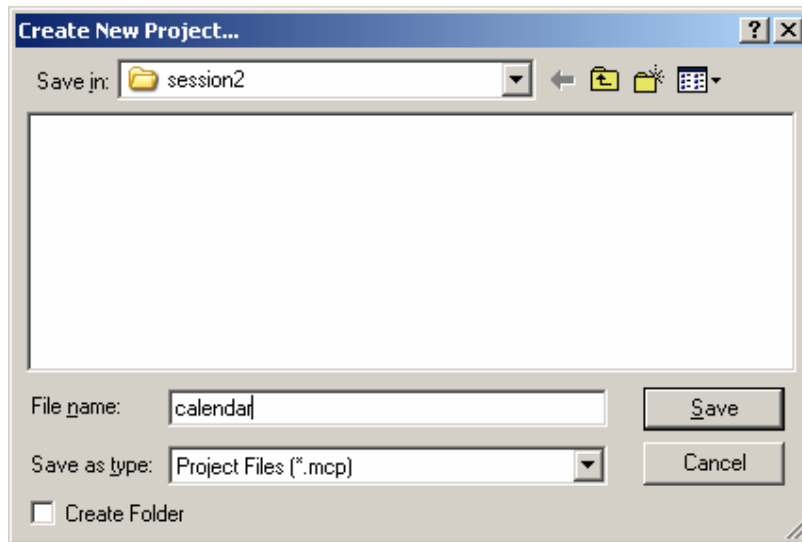 Create New Project...
Save in: session2
File name: calendar Save
Save as type: Project Files (*.mcp) Cancel
Create Folder